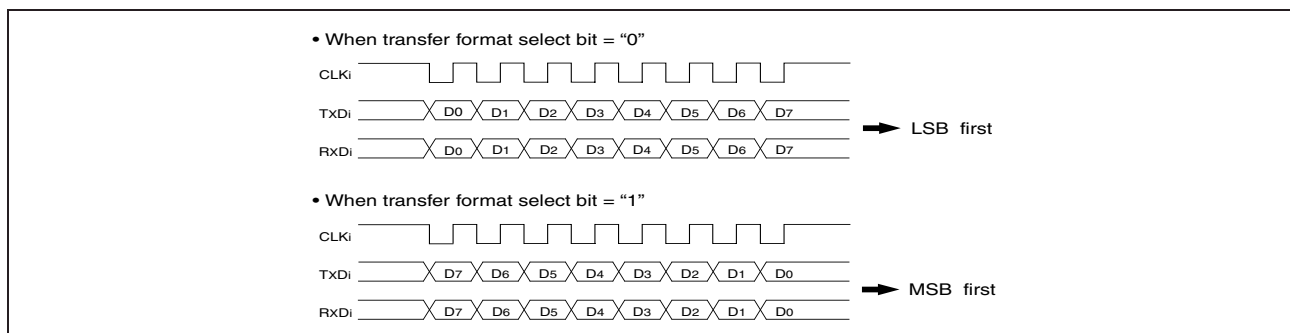 • When transfer format select bit = “0”
CLKi
TxDi D0 D1 D2 D3 D4 D5 D6 D7
RxDi D0 D1 D2 D3 D4 D5 D6 D7
LSB first
• When transfer format select bit = “1”
CLKi
TxDi D7 D6 D5 D4 D3 D2 D1 D0
RxDi D7 D6 D5 D4 D3 D2 D1 D0
MSB first